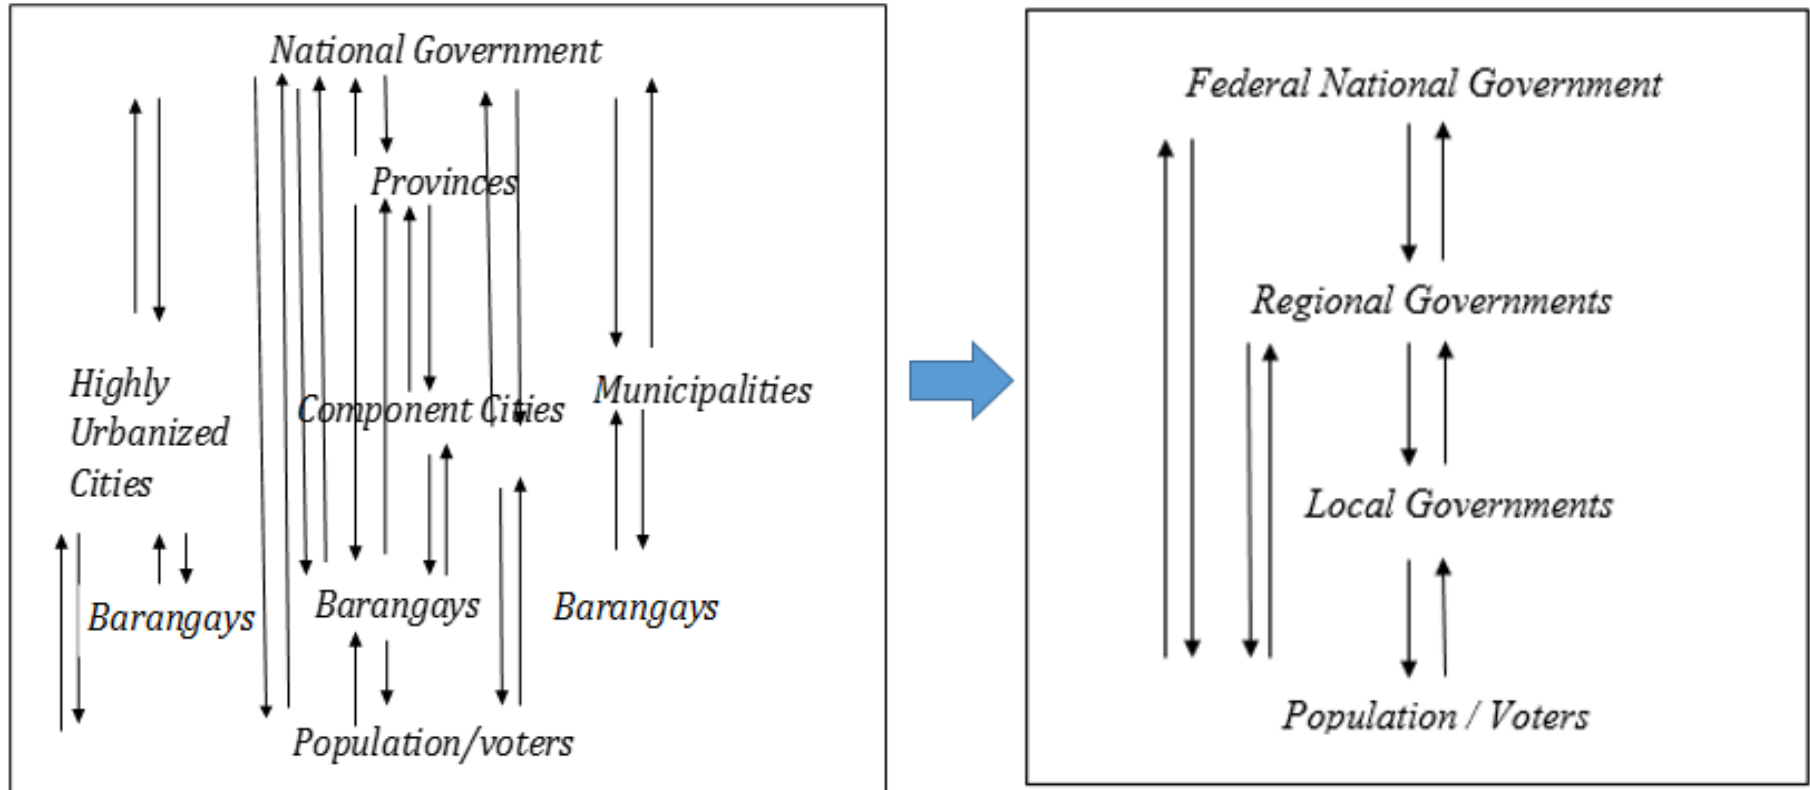 National Government
Provinces
Highly
Urbanized
Cities
Component Cities
Municipalities
Barangays
Barangays
Barangays
Population/voters
Federal National Government
Regional Governments
Local Governments
Population / Voters